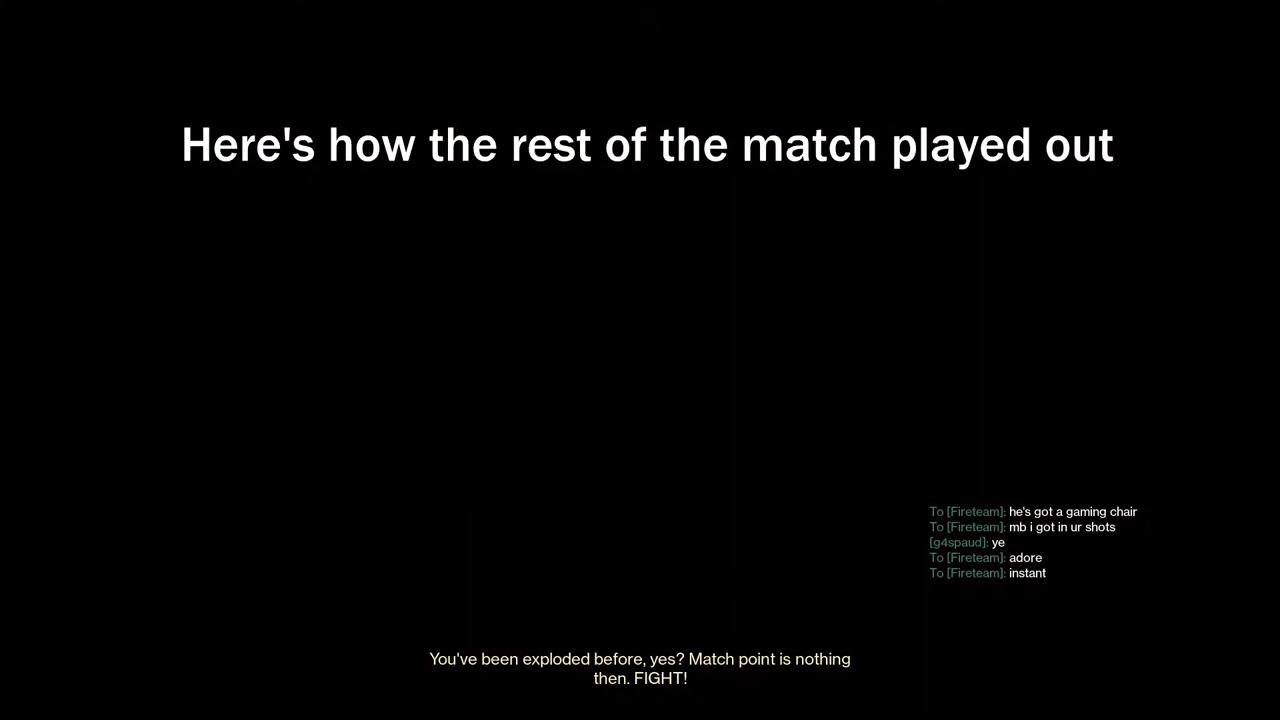 Here's how the rest of the match played out
To [Fireteam]: he's got a gaming chair
To [Fireteam]: mb i got in ur shots
[g4spaud]: ye
To [Fireteam]: adore
To [Fireteam]: instant
You've been exploded before, yes? Match point is nothing
then. FIGHT!